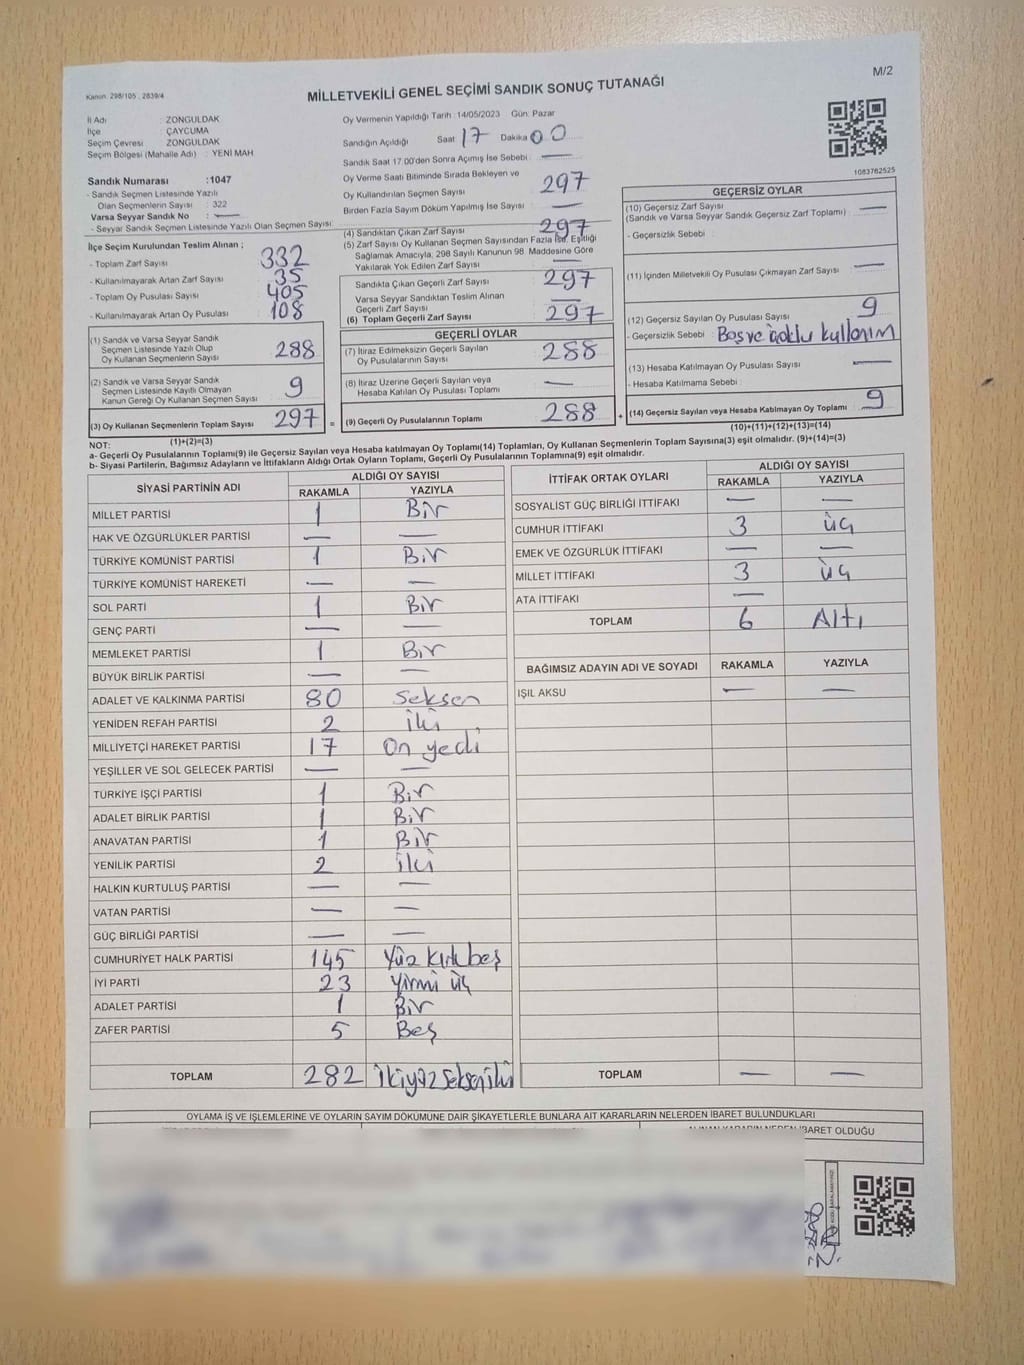 Kanun. 298/105 , 2839/4
M/2
MİLLETVEKİLİ GENEL SEÇİMİ SANDIK SONUÇ TUTANAĞI
İl Adı : ZONGULDAK
İlçe : ÇAYCUMA
Seçim Çevresi : ZONGULDAK
Seçim Bölgesi (Mahalle Adı) : YENİ MAH
Sandık Numarası :1047
- Sandık Seçmen Listesinde Yazılı
Olan Seçmenlerin Sayısı : 322
Varsa Seyyar Sandık No : —
- Seyyar Sandık Seçmen Listesinde Yazılı Olan Seçmen Sayısı:
İlçe Seçim Kurulundan Teslim Alınan ;
- Toplam Zarf Sayısı : 332
- Kullanılmayarak Artan Zarf Sayısı : 35
- Toplam Oy Pusulası Sayısı : 405
- Kullanılmayarak Artan Oy Pusulası : 108
(1) Sandık ve Varsa Seyyar Sandık
Seçmen Listesinde Yazılı Olup
Oy Kullanan Seçmenlerin Sayısı 288
(2) Sandık ve Varsa Seyyar Sandık
Seçmen Listesinde Kayıtlı Olmayan
Kanun Gereği Oy Kullanan Seçmen Sayısı 9
(3) Oy Kullanan Seçmenlerin Toplam Sayısı 297 =
Oy Vermenin Yapıldığı Tarih :14/05/2023 Gün: Pazar
Sandığın Açıldığı Saat 17 Dakika 00
Sandık Saat 17.00'den Sonra Açımış İse Sebebi : —
Oy Verme Saati Bitiminde Sırada Bekleyen ve
Oy Kullandırılan Seçmen Sayısı 297
Birden Fazla Sayım Döküm Yapılmış İse Sayısı : —
(4) Sandıktan Çıkan Zarf Sayısı 297
(5) Zarf Sayısı Oy Kullanan Seçmen Sayısından Fazla İse, Eşitliği
Sağlamak Amacıyla, 298 Sayılı Kanunun 98. Maddesine Göre
Yakılarak Yok Edilen Zarf Sayısı : —
Sandıkta Çıkan Geçerli Zarf Sayısı 297
Varsa Seyyar Sandıktan Teslim Alınan
Geçerli Zarf Sayısı —
(6) Toplam Geçerli Zarf Sayısı 297
GEÇERLİ OYLAR
(7) İtiraz Edilmeksizin Geçerli Sayılan
Oy Pusulalarının Sayısı 288
(8) İtiraz Üzerine Geçerli Sayılan veya
Hesaba Katılan Oy Pusulası Toplamı —
(9) Geçerli Oy Pusulalarının Toplamı 288 +
1083762525
GEÇERSİZ OYLAR
(10) Geçersiz Zarf Sayısı
(Sandık ve Varsa Seyyar Sandık Geçersiz Zarf Toplamı) —
- Geçersizlik Sebebi :
(11) İçinden Milletvekili Oy Pusulası Çıkmayan Zarf Sayısı —
(12) Geçersiz Sayılan Oy Pusulası Sayısı 9
- Geçersizlik Sebebi : Boş ve çoklu kullanım
(13) Hesaba Katılmayan Oy Pusulası Sayısı —
- Hesaba Katılmama Sebebi :
(14) Geçersiz Sayılan veya Hesaba Katılmayan Oy Toplamı 9
NOT: (1)+(2)=(3) (10)+(11)+(12)+(13)=(14)
a- Geçerli Oy Pusulalarının Toplamı(9) ile Geçersiz Sayılan veya Hesaba katılmayan Oy Toplamı(14) Toplamları, Oy Kullanan Seçmenlerin Toplam Sayısına(3) eşit olmalıdır. (9)+(14)=(3)
b- Siyasi Partilerin, Bağımsız Adayların ve İttifakların Aldığı Ortak Oyların Toplamı, Geçerli Oy Pusulalarının Toplamına(9) eşit olmalıdır.
SİYASİ PARTİNİN ADI ALDIĞI OY SAYISI
RAKAMLA YAZIYLA
MİLLET PARTİSI 1 Bir
HAK VE ÖZGÜRLÜKLER PARTİSİ — —
TÜRKİYE KOMÜNİST PARTİSİ 1 Bir
TÜRKİYE KOMÜNİST HAREKETİ — —
SOL PARTİ 1 Bir
GENÇ PARTİ — —
MEMLEKET PARTİSİ 1 Bir
BÜYÜK BİRLİK PARTİSİ — —
ADALET VE KALKINMA PARTİSİ 80 Seksen
YENİDEN REFAH PARTİSİ 2 İki
MİLLİYETÇİ HAREKET PARTİSİ 17 On yedi
YEŞİLLER VE SOL GELECEK PARTİSİ — —
TÜRKİYE İŞÇİ PARTİSİ 1 Bir
ADALET BİRLİK PARTİSİ 1 Bir
ANAVATAN PARTİSİ 1 Bir
YENİLİK PARTİSİ 2 iki
HALKIN KURTULUŞ PARTİSİ — —
VATAN PARTİSİ — —
GÜÇ BİRLİĞİ PARTİSİ — —
CUMHURİYET HALK PARTİSİ 145 Yüz kırk beş
İYİ PARTİ 23 Yirmi üç
ADALET PARTİSİ 1 Bir
ZAFER PARTİSİ 5 Beş
TOPLAM 282 İkiyüz seksen iki
İTTİFAK ORTAK OYLARI ALDIĞI OY SAYISI
RAKAMLA YAZIYLA
SOSYALİST GÜÇ BİRLİĞİ İTTİFAKI — —
CUMHUR İTTİFAKI 3 üç
EMEK VE ÖZGÜRLÜK İTTİFAKI — —
MİLLET İTTİFAKI 3 üç
ATA İTTİFAKI —
TOPLAM 6 Altı
BAĞIMSIZ ADAYIN ADI VE SOYADI RAKAMLA YAZIYLA
IŞIL AKSU — —
TOPLAM — —
OYLAMA İŞ VE İŞLEMLERİNE VE OYLARIN SAYIM DÖKÜMÜNE DAİR ŞİKAYETLERLE BUNLARA AİT KARARLARIN NELERDEN İBARET BULUNDUKLARI
İBARET OLDUĞU